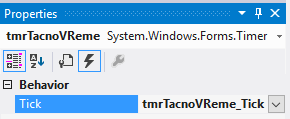 Properties
tmrTacnoVReme System.Windows.Forms.Timer
Behavior
Tick tmrTacnoVReme_Tick